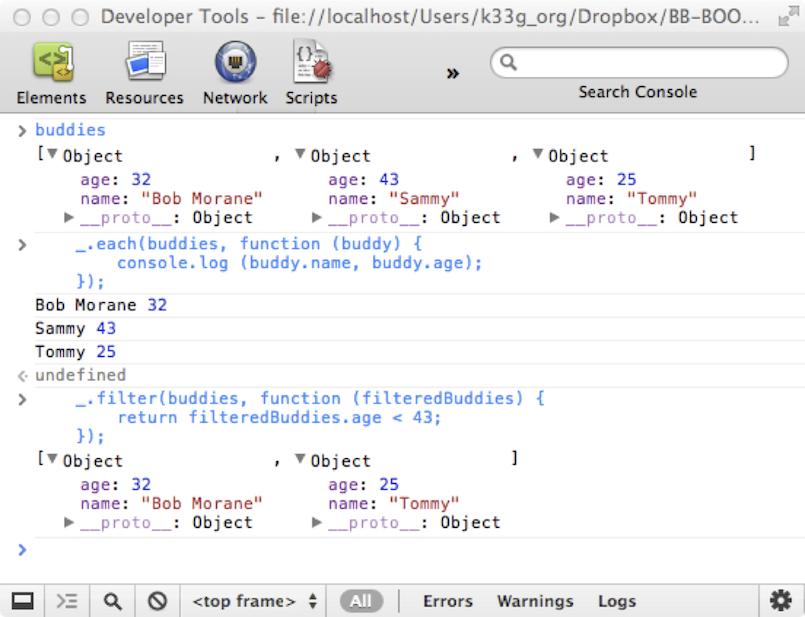 Developer Tools – file://localhost/Users/k33g_org/Dropbox/BB-BOO...
Elements Resources Network Scripts » Search Console
> buddies
[▼Object , ▼Object , ▼Object ]
age: 32 age: 43 age: 25
name: "Bob Morane" name: "Sammy" name: "Tommy"
▶__proto__: Object ▶__proto__: Object ▶__proto__: Object
> _.each(buddies, function (buddy) {
console.log (buddy.name, buddy.age);
});
Bob Morane 32
Sammy 43
Tommy 25
undefined
> _.filter(buddies, function (filteredBuddies) {
return filteredBuddies.age < 43;
});
[▼Object , ▼Object ]
age: 32 age: 25
name: "Bob Morane" name: "Tommy"
▶__proto__: Object ▶__proto__: Object
>
<top frame> All Errors Warnings Logs